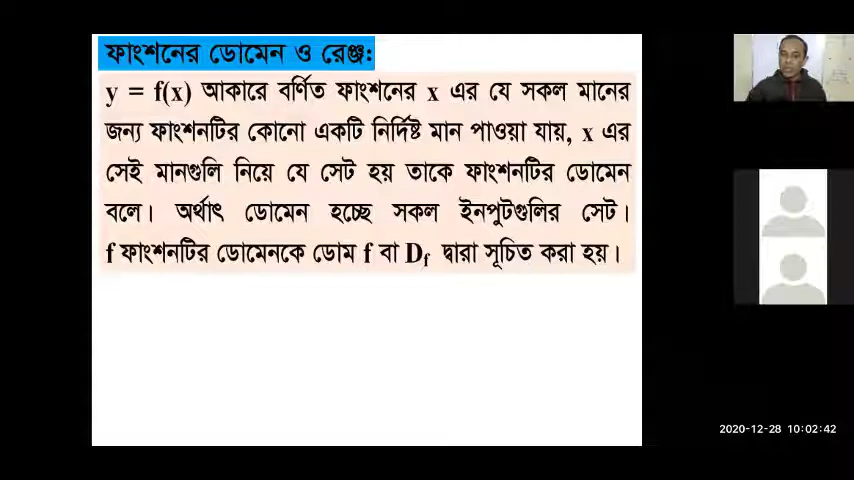 ফাংশনের ডোমেন ও রেঞ্জ:
y = f(x) আকারে বর্ণিত ফাংশনের x এর যে সকল মানের
জন্য ফাংশনটির কোনো একটি নির্দিষ্ট মান পাওয়া যায়, x এর
সেই মানগুলি নিয়ে যে সেট হয় তাকে ফাংশনটির ডোমেন
বলে। অর্থাৎ ডোমেন হচ্ছে সকল ইনপুটগুলির সেট।
f ফাংশনটির ডোমেনকে ডোম f বা Df দ্বারা সূচিত করা হয়।
2020-12-28 10:02:42